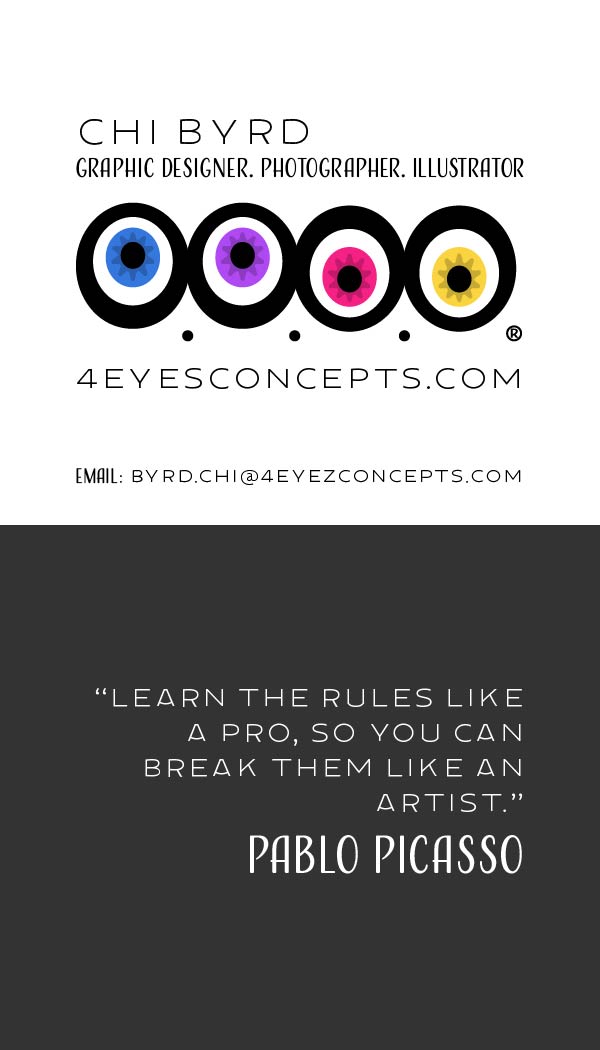 CHI BYRD
GRAPHIC DESIGNER. PHOTOGRAPHER. ILLUSTRATOR
®
4EYESCONCEPTS.COM
EMAIL: BYRD.CHI@4EYEZCONCEPTS.COM
“LEARN THE RULES LIKE
A PRO, SO YOU CAN
BREAK THEM LIKE AN
ARTIST.”
PABLO PICASSO